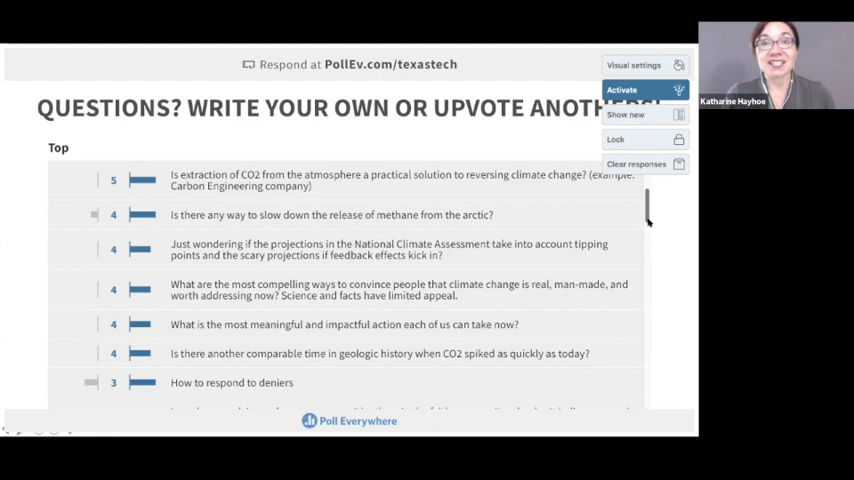 Respond at PollEv.com/texastech
Visual settings
Activate
Show new
Lock
Clear responses
QUESTIONS? WRITE YOUR OWN OR UPVOTE
Katharine Hayhoe
Top
5
Is extraction of CO2 from the atmosphere a practical solution to reversing climate change? (example:
Carbon Engineering company)
4
Is there any way to slow down the release of methane from the arctic?
4
Just wondering if the projections in the National Climate Assessment take into account tipping
points and the scary projections if feedback effects kick in?
4
What are the most compelling ways to convince people that climate change is real, man-made, and
worth addressing now? Science and facts have limited appeal.
4
What is the most meaningful and impactful action each of us can take now?
4
Is there another comparable time in geologic history when CO2 spiked as quickly as today?
3
How to respond to deniers
Poll Everywhere